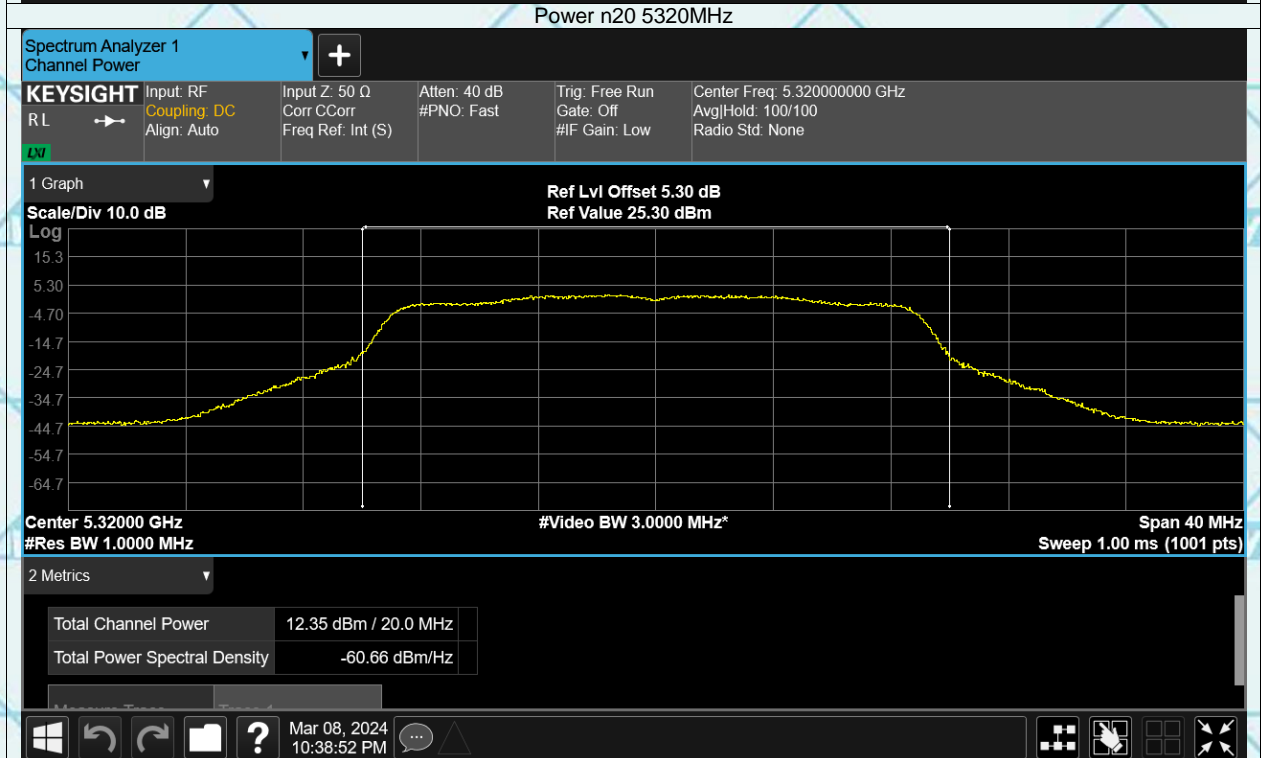 Power n20 5320MHz
Spectrum Analyzer 1
Channel Power
KEYSIGHT
R L
LXI
Input: RF
Coupling: DC
Align: Auto
Input Z: 50 Ω
Corr CCorr
Freq Ref: Int (S)
Atten: 40 dB
#PNO: Fast
Trig: Free Run
Gate: Off
#IF Gain: Low
Center Freq: 5.320000000 GHz
Avg|Hold: 100/100
Radio Std: None
1 Graph
Scale/Div 10.0 dB
Ref Lvl Offset 5.30 dB
Ref Value 25.30 dBm
Log
15.3
5.30
-4.70
-14.7
-24.7
-34.7
-44.7
-54.7
-64.7
Center 5.32000 GHz
#Video BW 3.0000 MHz*
Span 40 MHz
#Res BW 1.0000 MHz
Sweep 1.00 ms (1001 pts)
2 Metrics
Total Channel Power 12.35 dBm / 20.0 MHz
Total Power Spectral Density -60.66 dBm/Hz
Mar 08, 2024
10:38:52 PM